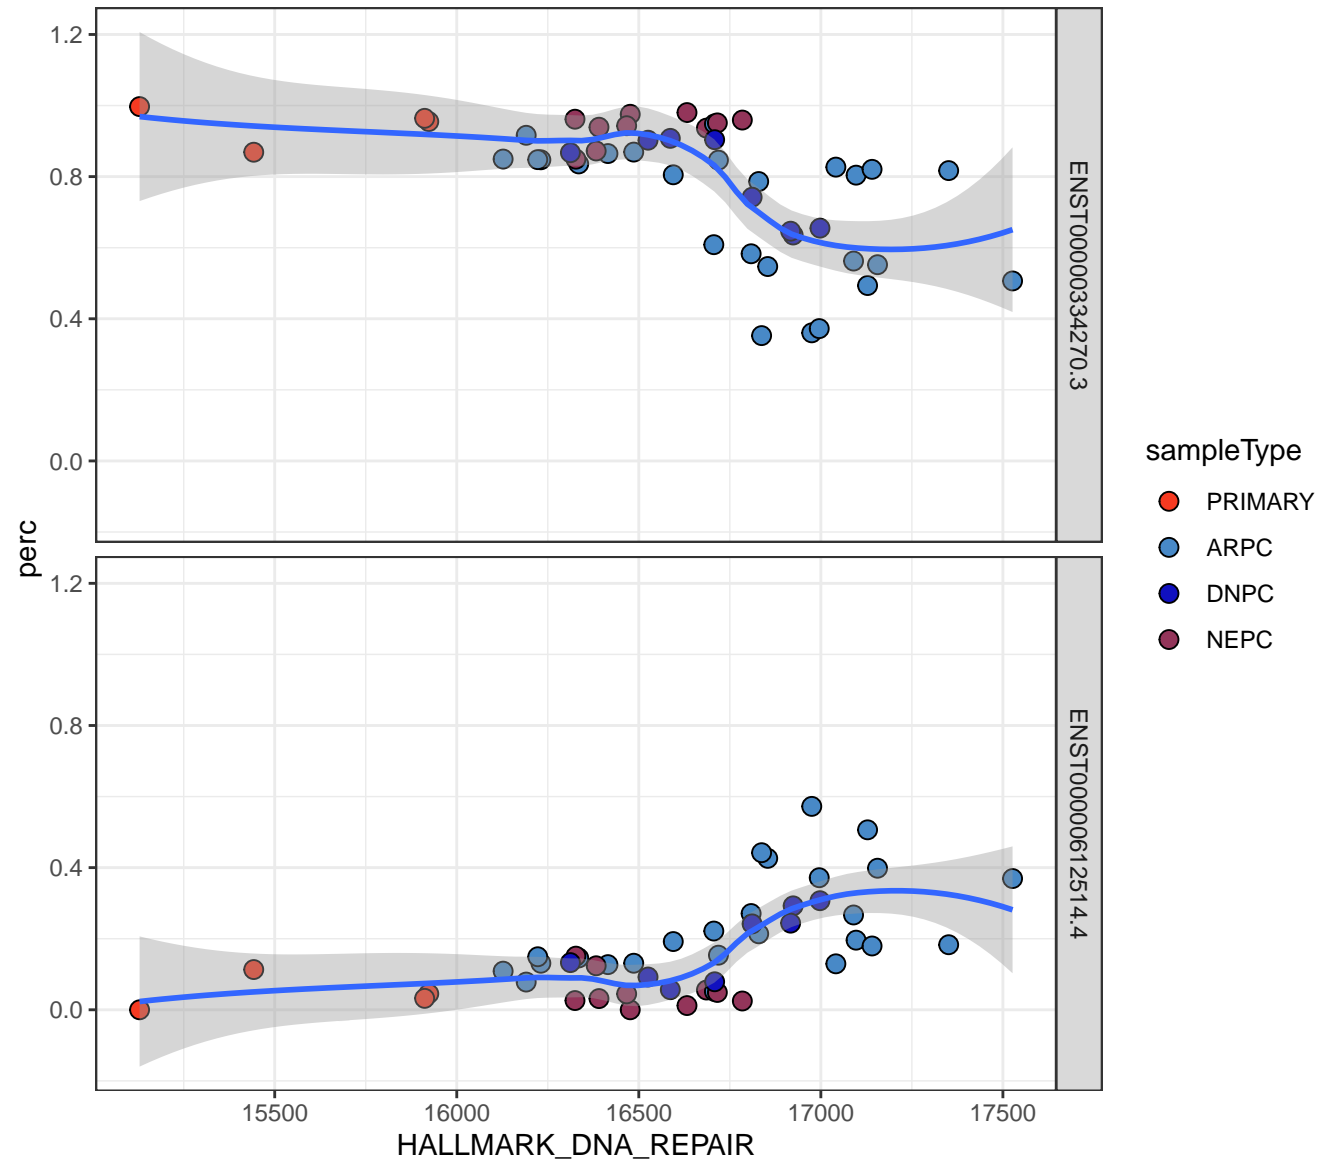 1.2
0.8
0.4
0.0
ENST00000334270.3
perc
1.2
0.8
0.4
0.0
ENST00000612514.4
15500
16000
16500
17000
17500
HALLMARK_DNA_REPAIR
sampleType
PRIMARY
ARPC
DNPC
NEPC